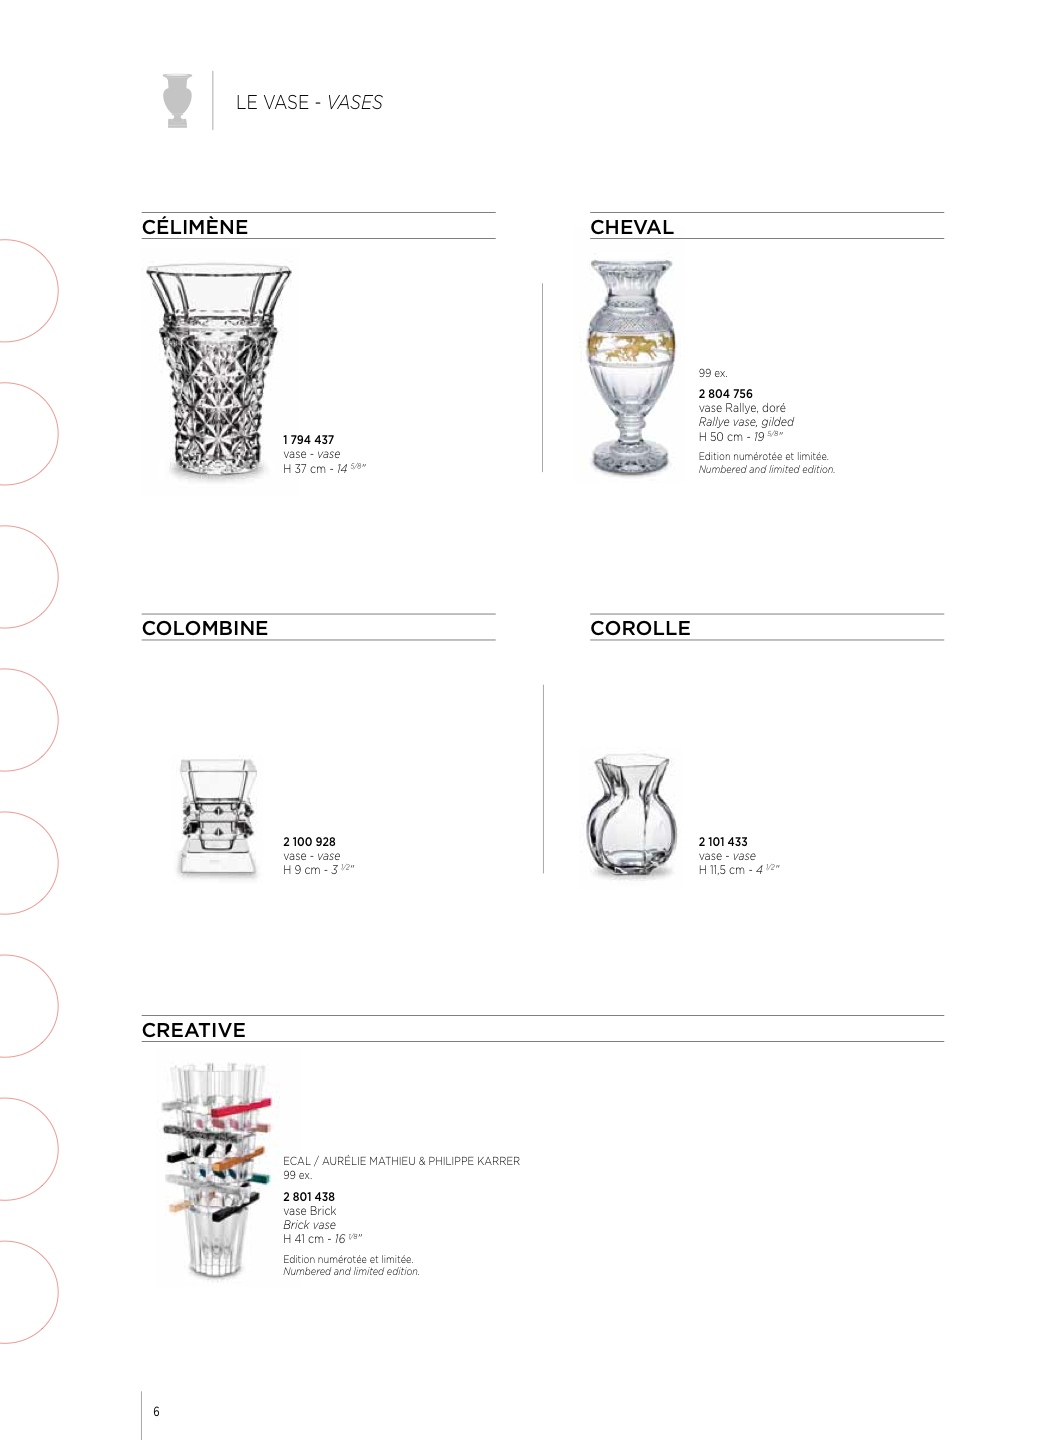 LE VASE - VASES
CÉLIMÈNE
1 794 437
vase - vase
H 37 cm - 14 5/8"
CHEVAL
99 ex.
2 804 756
vase Rallye, doré
Rallye vase, gilded
H 50 cm - 19 5/8"
Edition numérotée et limitée.
Numbered and limited edition.
COLOMBINE
2 100 928
vase - vase
H 9 cm - 3 1/2"
COROLLE
2 101 433
vase - vase
H 11,5 cm - 4 1/2"
CREATIVE
ECAL / AURÉLIE MATHIEU & PHILIPPE KARRER
99 ex.
2 801 438
vase Brick
Brick vase
H 41 cm - 16 1/8"
Edition numérotée et limitée.
Numbered and limited edition.
6